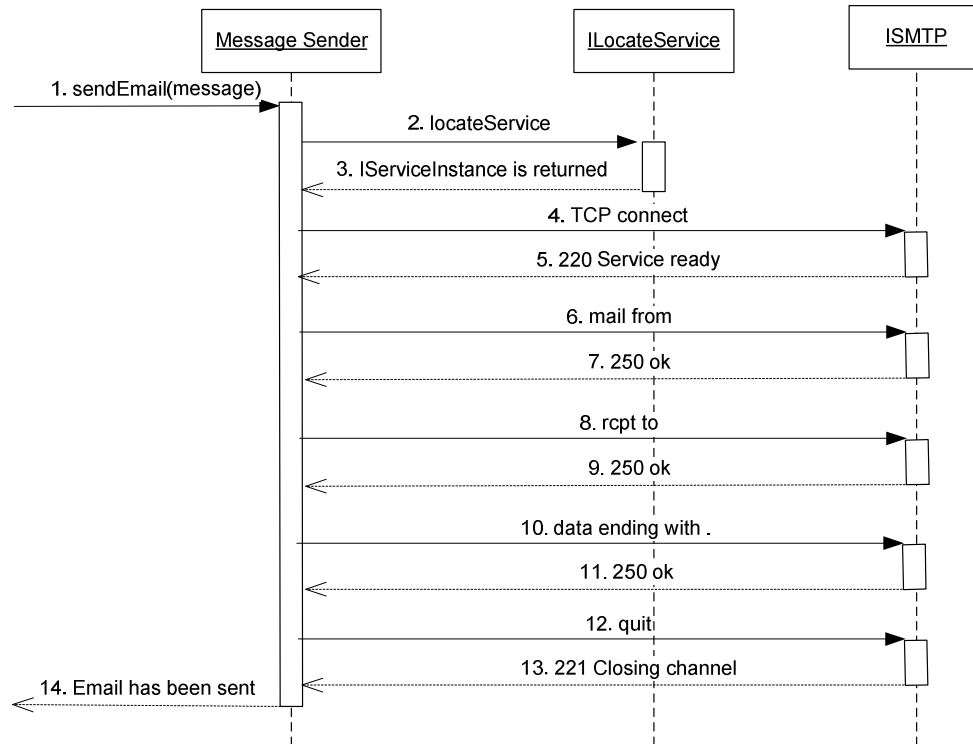 Message Sender
ILocateService
ISMTP
1. sendEmail(message)
2. locateService
3. IServiceInstance is returned
4. TCP connect
5. 220 Service ready
6. mail from
7. 250 ok
8. rcpt to
9. 250 ok
10. data ending with .
11. 250 ok
12. quit
13. 221 Closing channel
14. Email has been sent